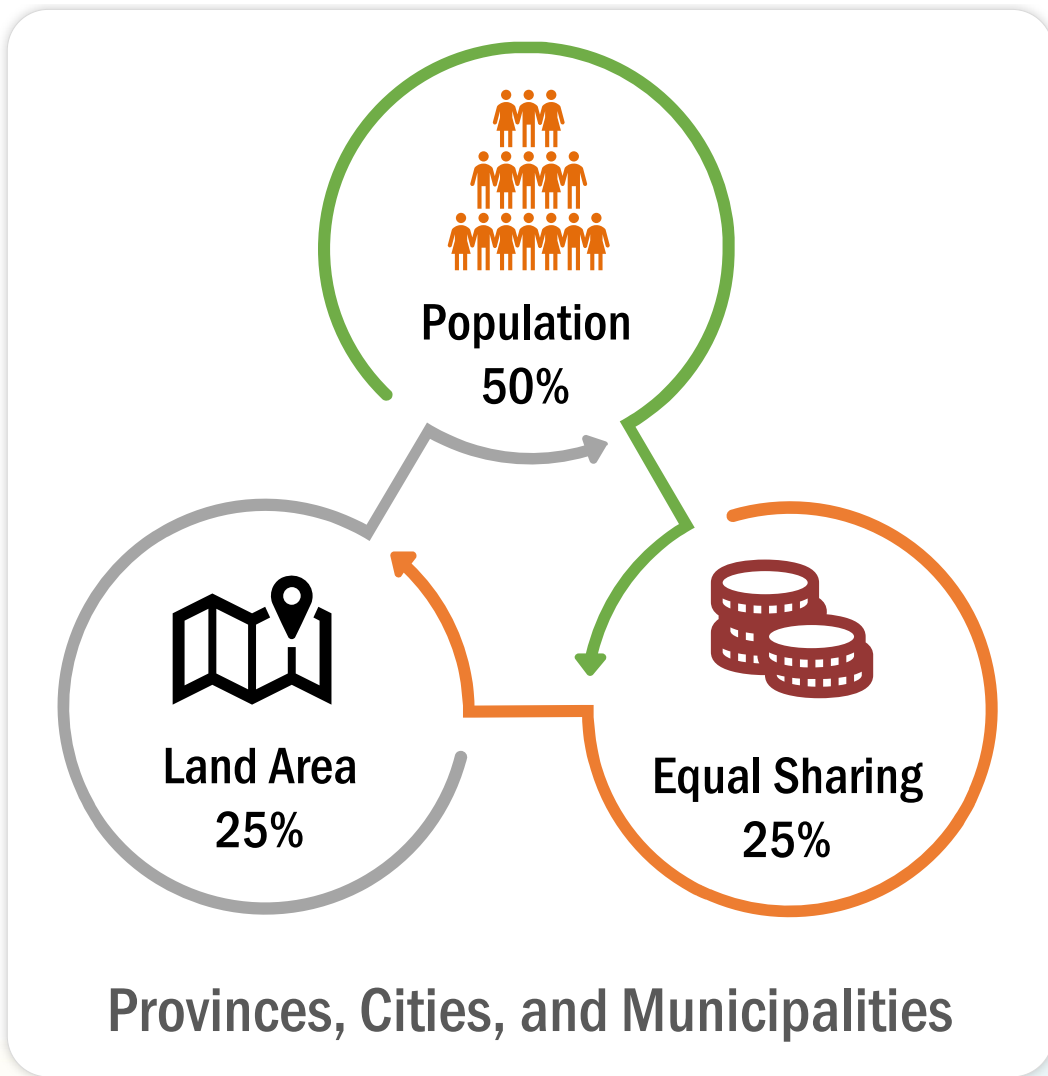 Population
50%
Land Area
25%
Equal Sharing
25%
Provinces, Cities, and Municipalities